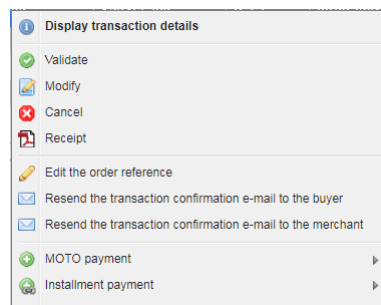 Display transaction details
Validate
Modify
Cancel
Receipt
Edit the order reference
Resend the transaction confirmation e-mail to the buyer
Resend the transaction confirmation e-mail to the merchant
MOTO payment
Installment payment